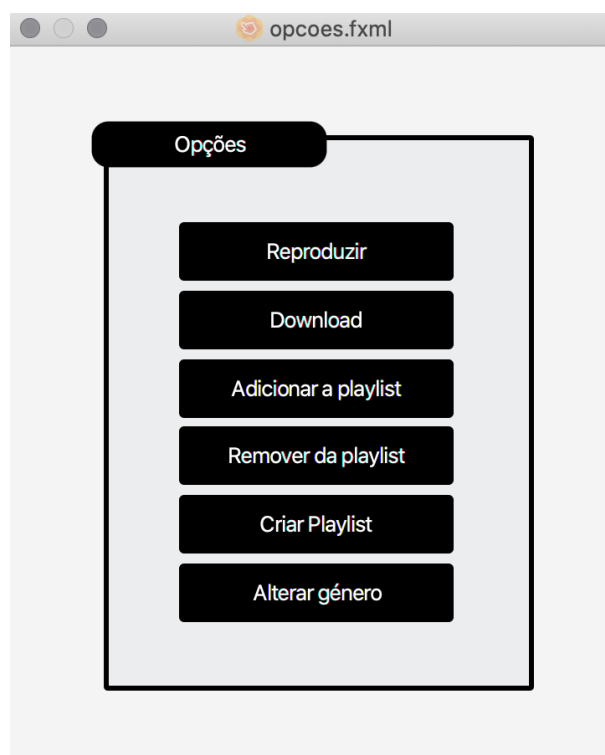 opcoes.fxml
Opções
Reproduzir
Download
Adicionar a playlist
Remover da playlist
Criar Playlist
Alterar género